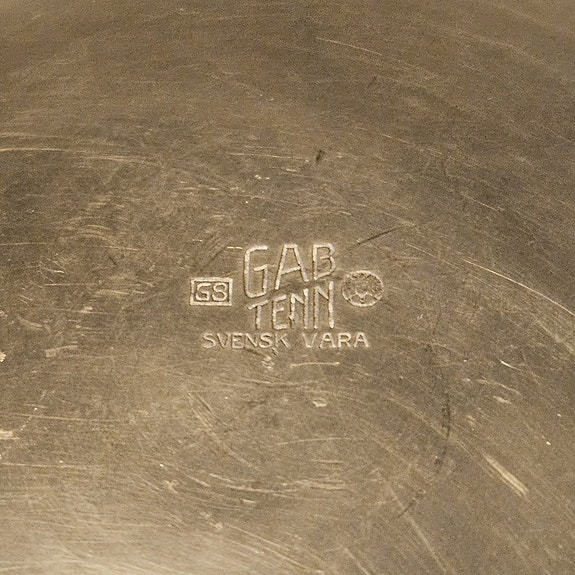 GAB
G8 TENN
SVENSK VARA